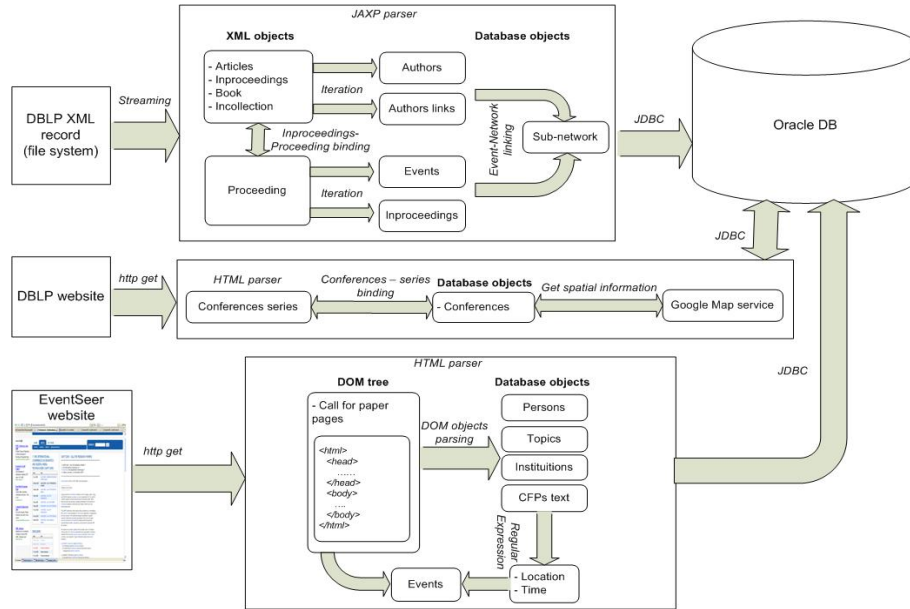 JAXP parser
XML objects
Database objects
- Articles
- Inproceedings
- Book
- Incollection
Authors
Iteration
Authors links
DBLP XML
record
(file system)
Streaming
Inproceedings-
Proceeding binding
Event-Network
linking
Sub-network
JDBC
Oracle DB
Proceeding
Events
Iteration
Inproceedings
JDBC
DBLP website
http get
HTML parser
Conferences series
Conferences – series
binding
Database objects
- Conferences
Get spatial information
Google Map service
HTML parser
JDBC
EventSeer
website
http get
DOM tree
- Call for paper
pages
<html>
<head>
......
</head>
<body>
....
</body>
</html>
DOM objects
parsing
Database objects
Persons
Topics
Instituitions
CFPs text
Regular
Expression
Events
- Location
- Time